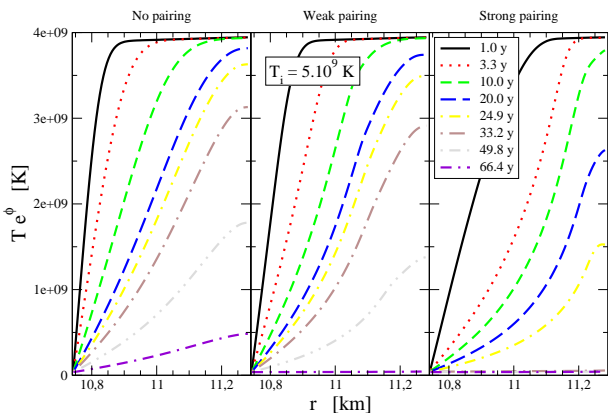 No pairing
Weak pairing
Strong pairing
T e^ϕ [K]
4e+09
3e+09
2e+09
1e+09
0
T_i = 5.10^9 K
1.0 y
3.3 y
10.0 y
20.0 y
24.9 y
33.2 y
49.8 y
66.4 y
10,8 11 11,2
10,8 11 11,2
10,8 11 11,2
r [km]